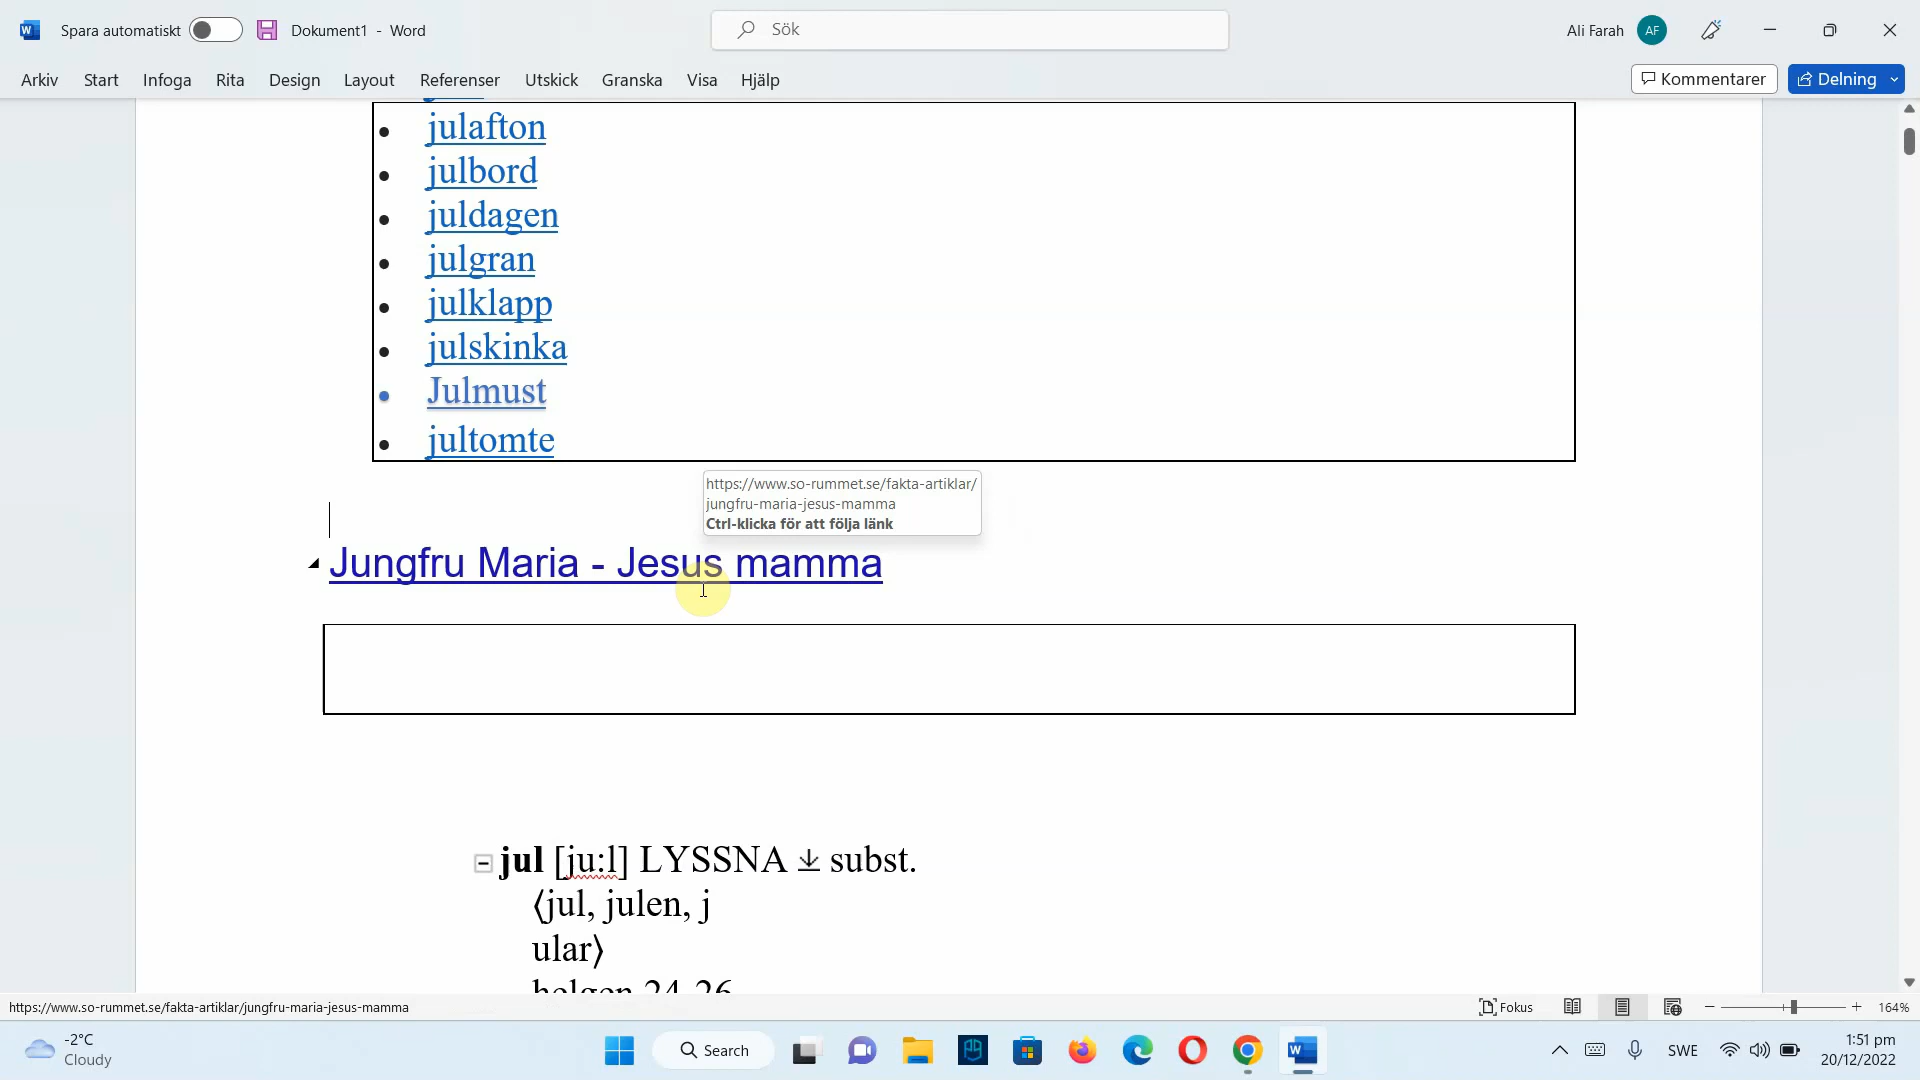 Spara automatiskt
Dokument1 - Word
Sök
Ali Farah
AF
Arkiv Start Infoga Rita Design Layout Referenser Utskick Granska Visa Hjälp
Kommentarer
Delning
julafton
julbord
juldagen
julgran
julklapp
julskinka
Julmust
jultomte
https://www.so-rummet.se/fakta-artiklar/
jungfru-maria-jesus-mamma
Ctrl-klicka för att följa länk
Jungfru Maria - Jesus mamma
jul [ju:l] LYSSNA subst.
⟨jul, julen, j
ular⟩
helgen 24-26
https://www.so-rummet.se/fakta-artiklar/jungfru-maria-jesus-mamma
Fokus
164%
-2°C
Cloudy
Search
SWE
1:51 pm
20/12/2022